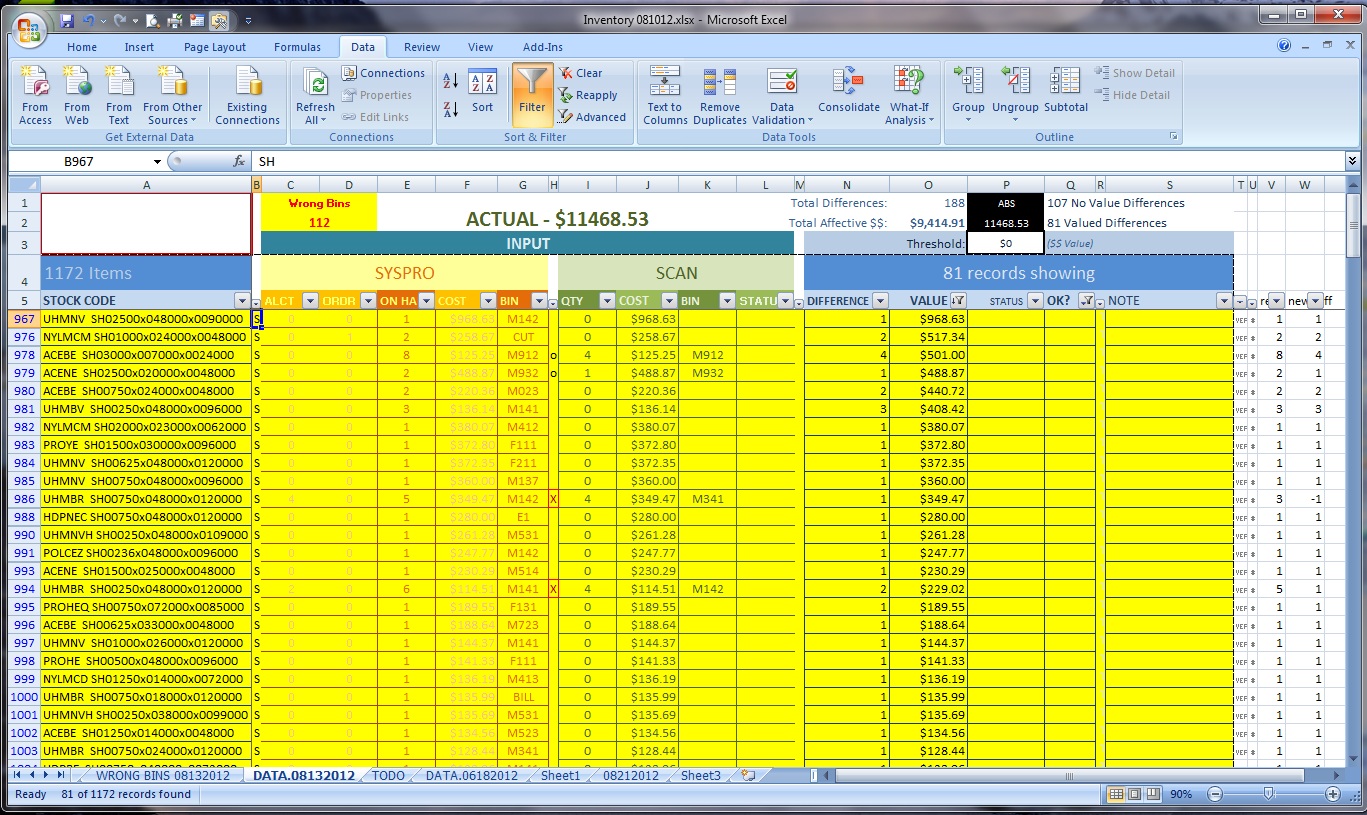 Inventory 081012.xlsx - Microsoft Excel
Home Insert Page Layout Formulas Data Review View Add-Ins
From Access From Web From Text From Other Sources Existing Connections Refresh All Connections Properties Edit Links Sort Filter Clear Reapply Advanced Text to Columns Remove Duplicates Data Validation Consolidate What-If Analysis Group Ungroup Subtotal Show Detail Hide Detail
Get External Data Connections Sort & Filter Data Tools Outline
B967 fx SH
A B C D E F G H I J K L M N O P Q R S T U V W
1 Wrong Bins Total Differences: 188 ABS 107 No Value Differences
2 112 ACTUAL - $11468.53 Total Affective $$: $9,414.91 11468.53 81 Valued Differences
3 INPUT Threshold: $0 ($$ Value)
4 1172 Items SYSPRO SCAN 81 records showing
5 STOCK CODE ALCT ORDR ON HA COST BIN QTY COST BIN STATU DIFFERENCE VALUE STATUS OK? NOTE re new ff
967 UHMNV SH02500x048000x0090000 S 0 0 1 $968.63 M142 0 $968.63 1 $968.63 1 1
976 NYLMCM SH01000x024000x0048000 S 0 1 2 $258.67 CUT 0 $258.67 2 $517.34 2 2
978 ACEBE SH03000x007000x0024000 S 0 0 8 $125.25 M912 o 4 $125.25 M912 4 $501.00 8 4
979 ACENE SH02500x020000x0048000 S 0 0 2 $488.87 M932 o 1 $488.87 M932 1 $488.87 2 1
980 ACEBE SH00750x024000x0048000 S 0 0 2 $220.36 M023 0 $220.36 2 $440.72 2 2
981 UHMBV SH00250x048000x0096000 S 0 0 3 $136.14 M141 0 $136.14 3 $408.42 3 3
982 NYLMCM SH02000x023000x0062000 S 0 0 1 $380.07 M412 0 $380.07 1 $380.07 1 1
983 PROYE SH01500x030000x0096000 S 0 0 1 $372.80 F111 0 $372.80 1 $372.80 1 1
984 UHMNV SH00625x048000x0120000 S 0 0 1 $372.35 F211 0 $372.35 1 $372.35 1 1
985 UHMNV SH00750x048000x0096000 S 0 0 1 $360.00 M137 0 $360.00 1 $360.00 1 1
986 UHMBR SH00750x048000x0120000 S 4 0 5 $349.47 M142 X 4 $349.47 M341 1 $349.47 3 -1
988 HDPNEC SH00750x048000x0120000 S 0 0 1 $280.00 E1 0 $280.00 1 $280.00 1 1
990 UHMNVH SH00250x048000x0109000 S 0 0 1 $261.28 M531 0 $261.28 1 $261.28 1 1
991 POLCEZ SH00236x048000x0096000 S 0 0 1 $247.77 M142 0 $247.77 1 $247.77 1 1
993 ACENE SH01500x025000x0048000 S 0 0 1 $230.29 M514 0 $230.29 1 $230.29 1 1
994 UHMBR SH00250x048000x0120000 S 2 0 6 $114.51 M141 X 4 $114.51 M142 2 $229.02 5 1
995 PROHEQ SH00750x072000x0085000 S 0 0 1 $189.55 F131 0 $189.55 1 $189.55 1 1
996 ACEBE SH00625x033000x0048000 S 0 0 1 $188.64 M723 0 $188.64 1 $188.64 1 1
997 UHMNV SH01000x026000x0120000 S 0 0 1 $144.37 M141 0 $144.37 1 $144.37 1 1
998 PROHE SH00500x048000x0096000 S 0 0 1 $141.33 F111 0 $141.33 1 $141.33 1 1
999 NYLMCD SH01250x014000x0072000 S 0 0 1 $136.19 M413 0 $136.19 1 $136.19 1 1
1000 UHMBR SH00750x018000x0120000 S 0 0 1 $135.99 BILL 0 $135.99 1 $135.99 1 1
1001 UHMNVH SH00250x038000x0099000 S 0 0 1 $135.69 M531 0 $135.69 1 $135.69 1 1
1002 ACEBE SH01250x014000x0048000 S 0 0 1 $134.56 M523 0 $134.56 1 $134.56 1 1
1003 UHMBR SH00750x024000x0120000 S 0 0 1 $128.44 M341 0 $128.44 1 $128.44 1 1
WRONG BINS 08132012 DATA.08132012 TODO DATA.06182012 Sheet1 08212012 Sheet3
Ready 81 of 1172 records found 90%